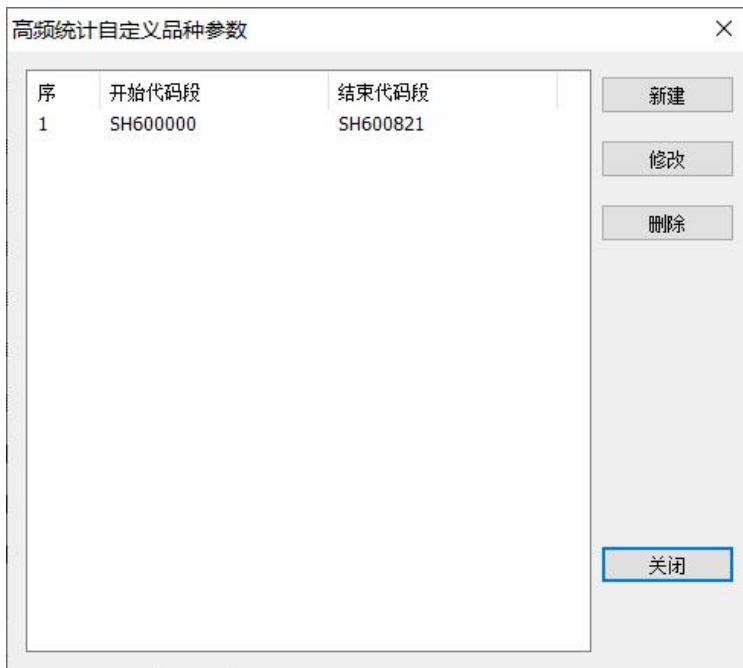 高频统计自定义品种参数
序 开始代码段 结束代码段
1 SH600000 SH600821
新建
修改
删除
关闭